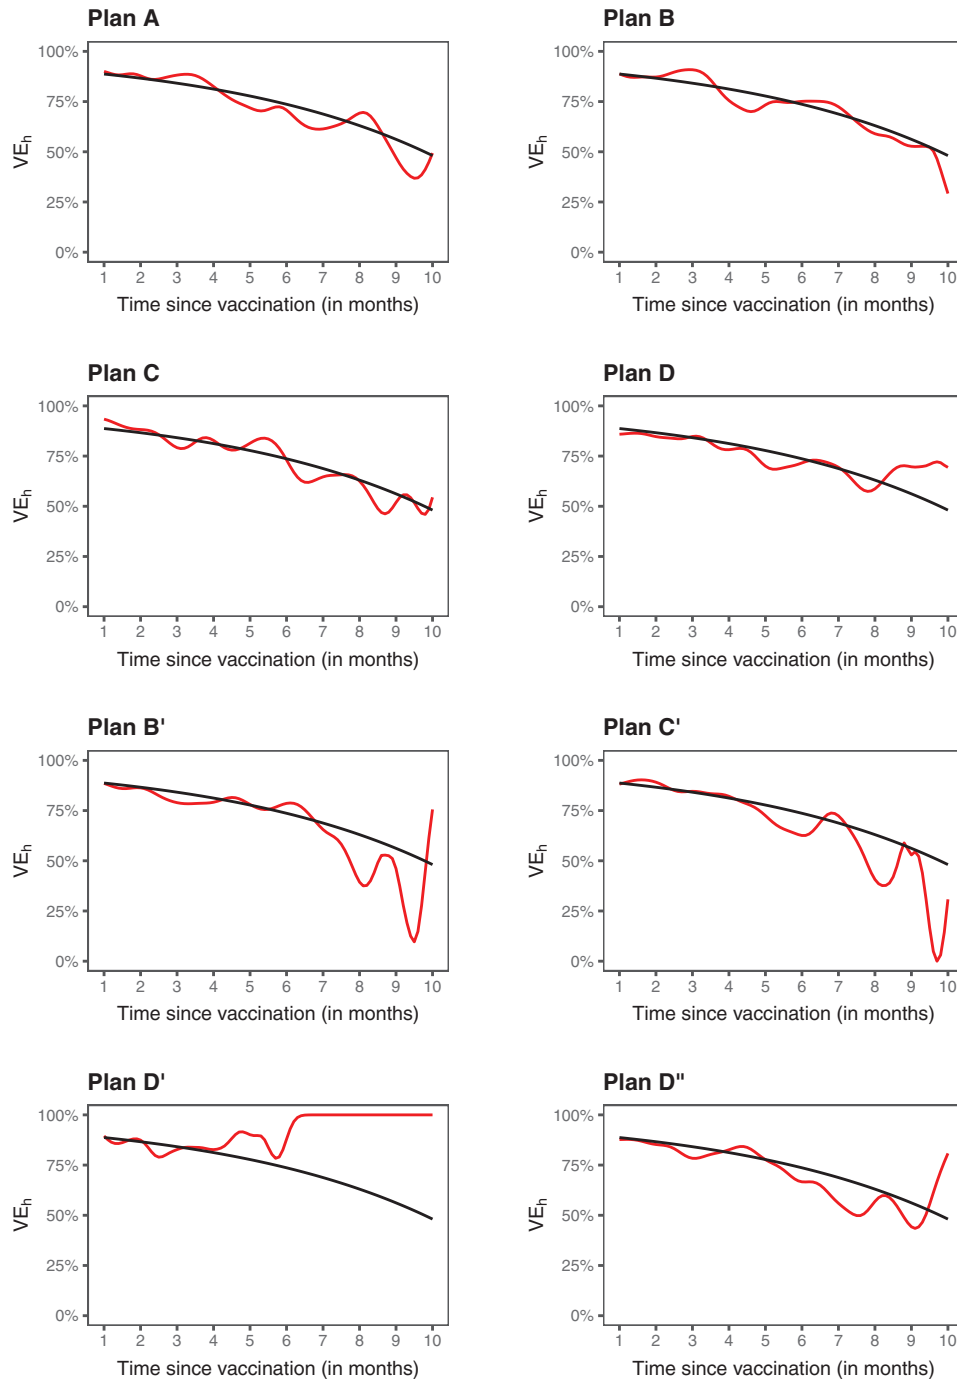 Plan A
100%
75%
50%
25%
0%
VEh
1 2 3 4 5 6 7 8 9 10
Time since vaccination (in months)
Plan B
100%
75%
50%
25%
0%
VEh
1 2 3 4 5 6 7 8 9 10
Time since vaccination (in months)
Plan C
100%
75%
50%
25%
0%
VEh
1 2 3 4 5 6 7 8 9 10
Time since vaccination (in months)
Plan D
100%
75%
50%
25%
0%
VEh
1 2 3 4 5 6 7 8 9 10
Time since vaccination (in months)
Plan B'
100%
75%
50%
25%
0%
VEh
1 2 3 4 5 6 7 8 9 10
Time since vaccination (in months)
Plan C'
100%
75%
50%
25%
0%
VEh
1 2 3 4 5 6 7 8 9 10
Time since vaccination (in months)
Plan D'
100%
75%
50%
25%
0%
VEh
1 2 3 4 5 6 7 8 9 10
Time since vaccination (in months)
Plan D"
100%
75%
50%
25%
0%
VEh
1 2 3 4 5 6 7 8 9 10
Time since vaccination (in months)